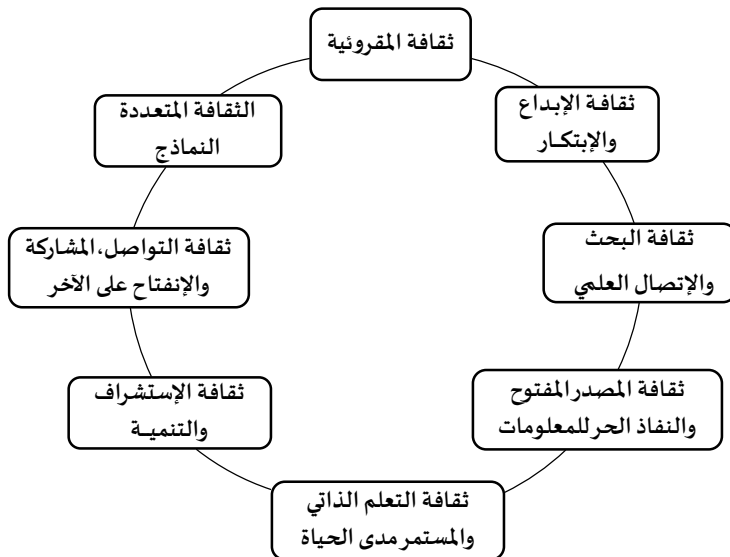 ثقافة المقروئية
ثقافة الإبداع
والإبتكار
ثقافة البحث
والإتصال العلمي
ثقافة المصدر المفتوح
والنفاذ الحر للمعلومات
ثقافة التعلم الذاتي
والمستمر مدى الحياة
ثقافة الإستشراف
والتنمية
ثقافة التواصل، المشاركة
والإنفتاح على الآخر
الثقافة المتعددة
النماذج